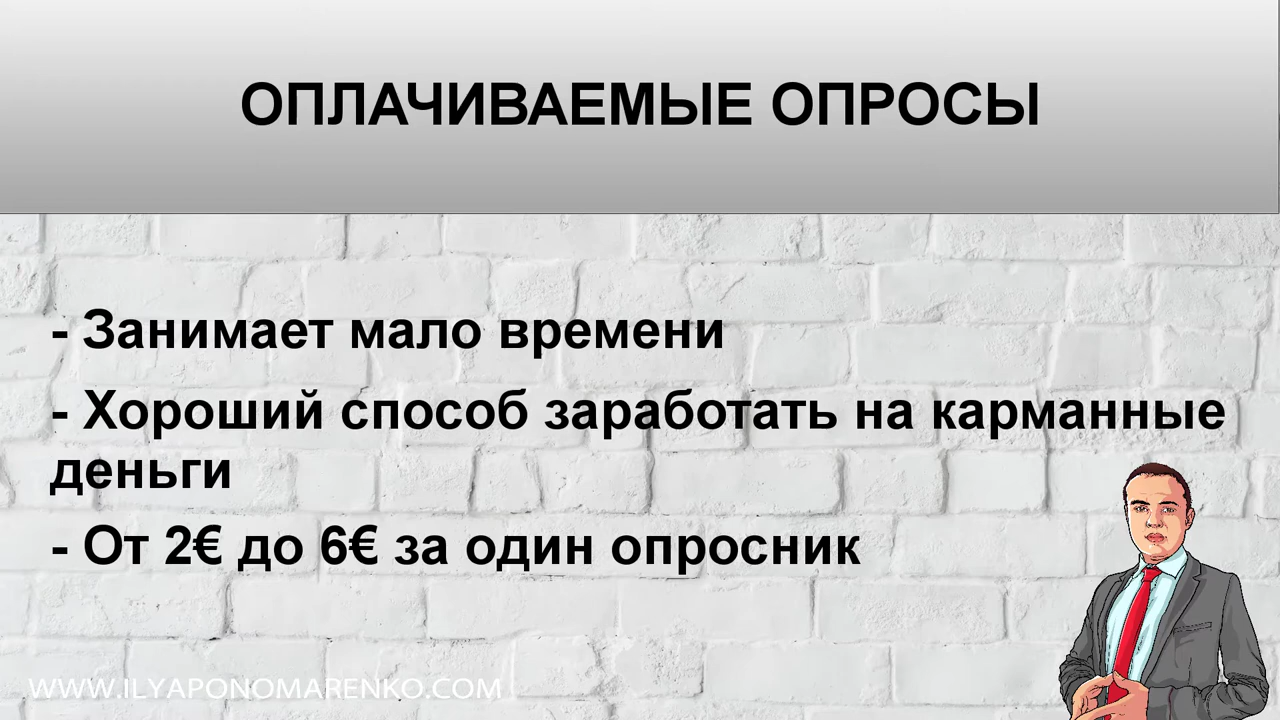 ОПЛАЧИВАЕМЫЕ ОПРОСЫ
- Занимает мало времени
- Хороший способ заработать на карманные
деньги
- От 2€ до 6€ за один опросник
WWW.ILYAPONOMARENKO.COM